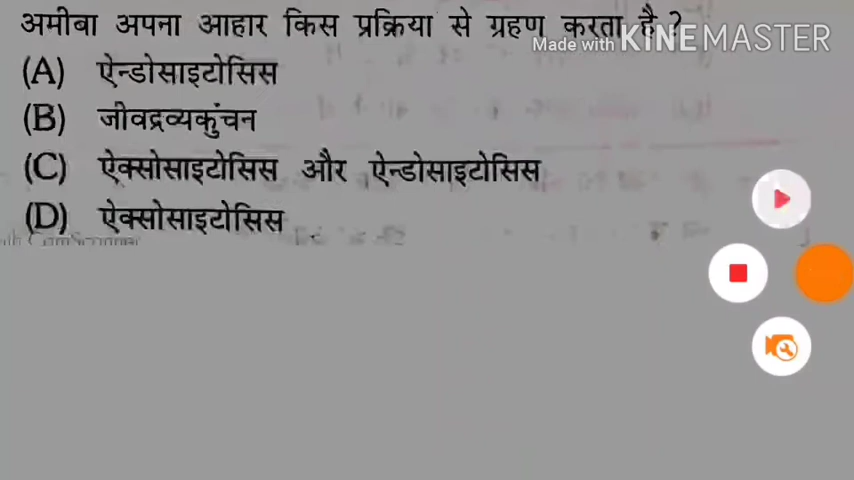 अमीबा अपना आहार किस प्रक्रिया से ग्रहण करता है ?
Made with KINEMASTER
(A) ऐन्डोसाइटोसिस
(B) जीवद्रव्यकुंचन
(C) ऐक्सोसाइटोसिस और ऐन्डोसाइटोसिस
(D) ऐक्सोसाइटोसिस